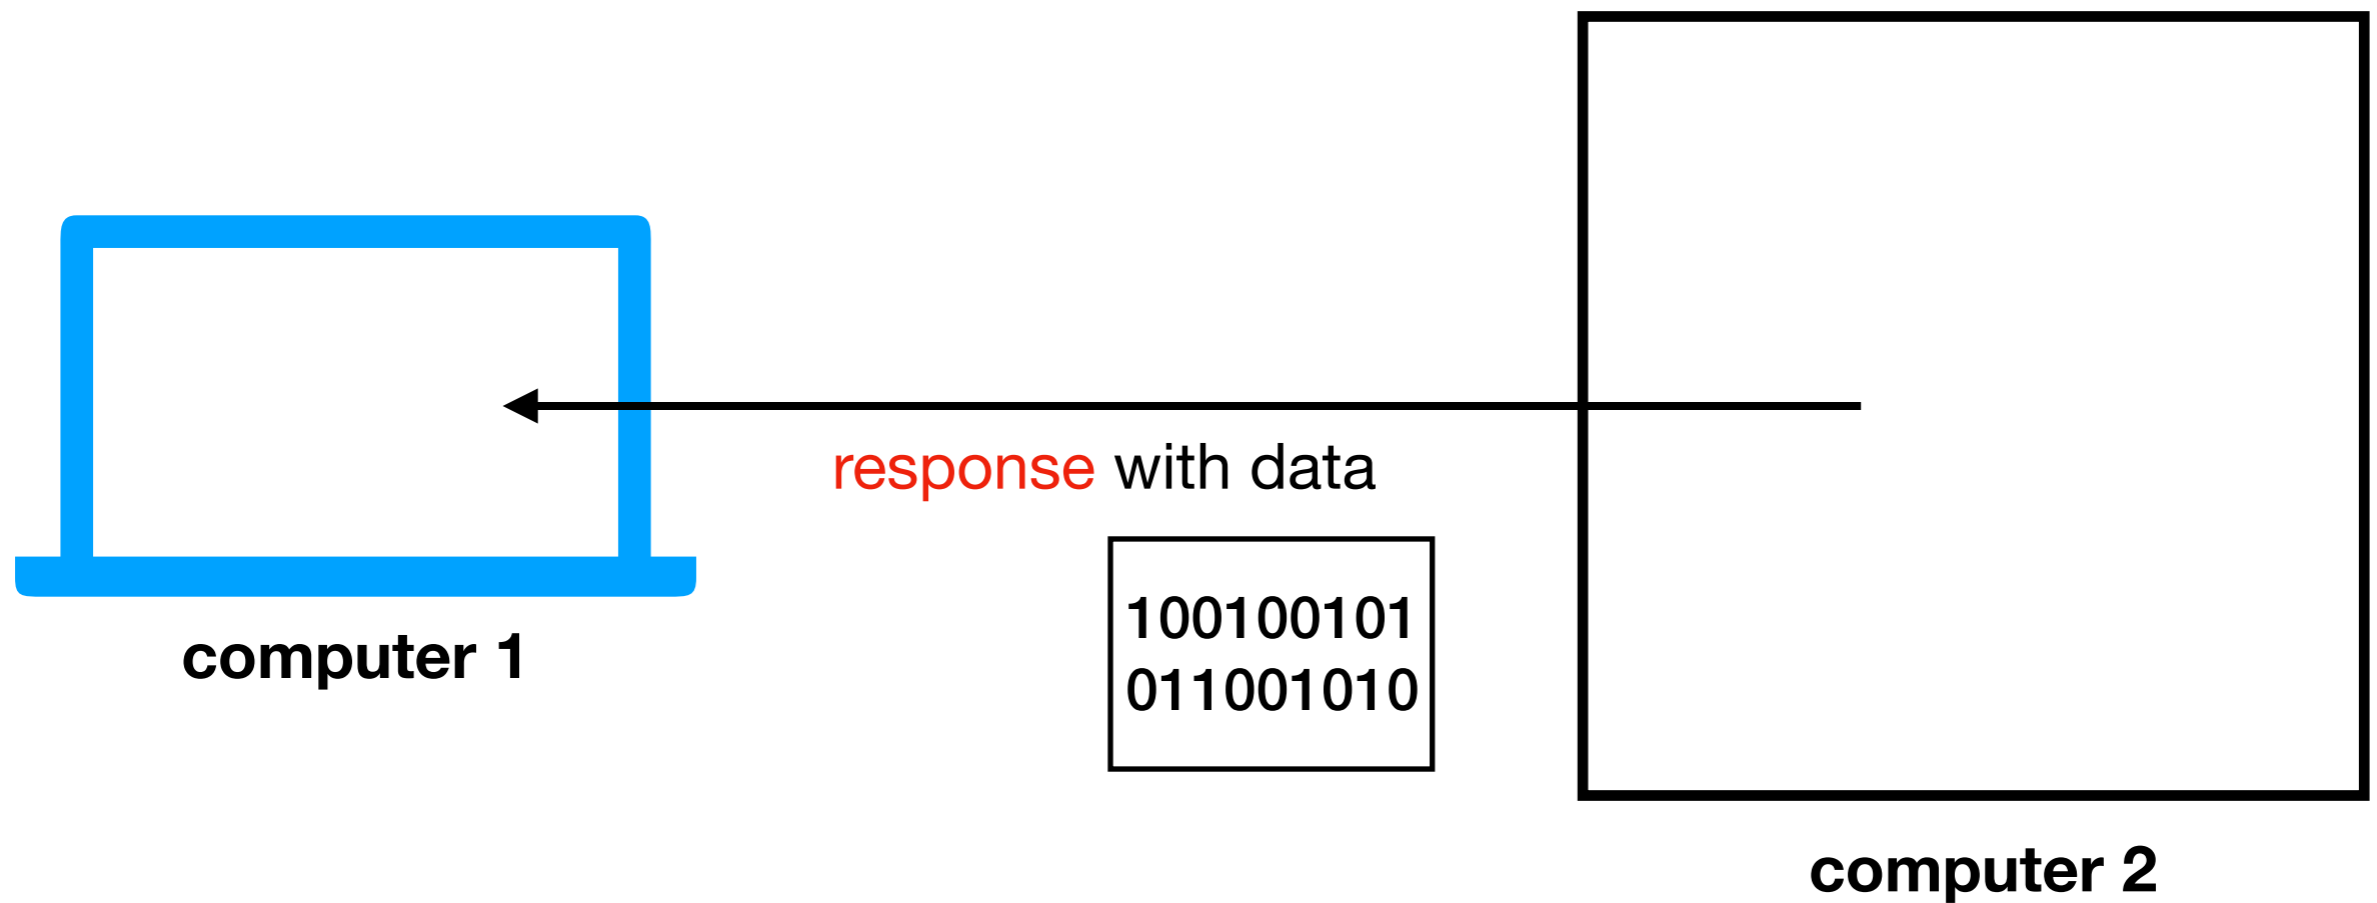 response with data
100100101
011001010
computer 1
computer 2